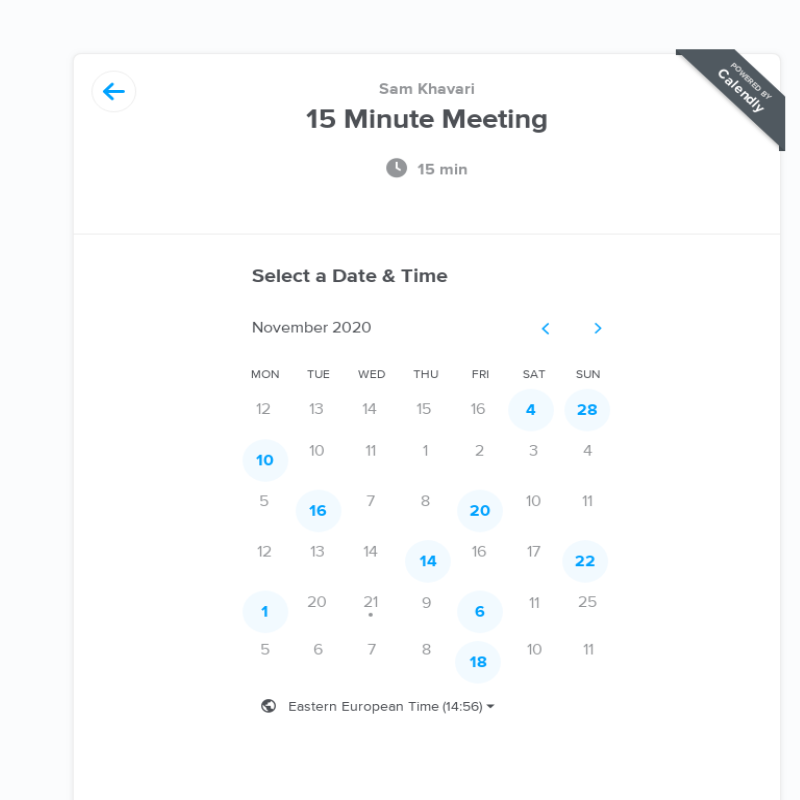 POWERED BY
Calendly
Sam Khavari
15 Minute Meeting
15 min
Select a Date & Time
November 2020
MON TUE WED THU FRI SAT SUN
12 13 14 15 16 4 28
10 10 11 1 2 3 4
5 16 7 8 20 10 11
12 13 14 14 16 17 22
1 20 21 9 6 11 25
5 6 7 8 18 10 11
Eastern European Time (14:56)